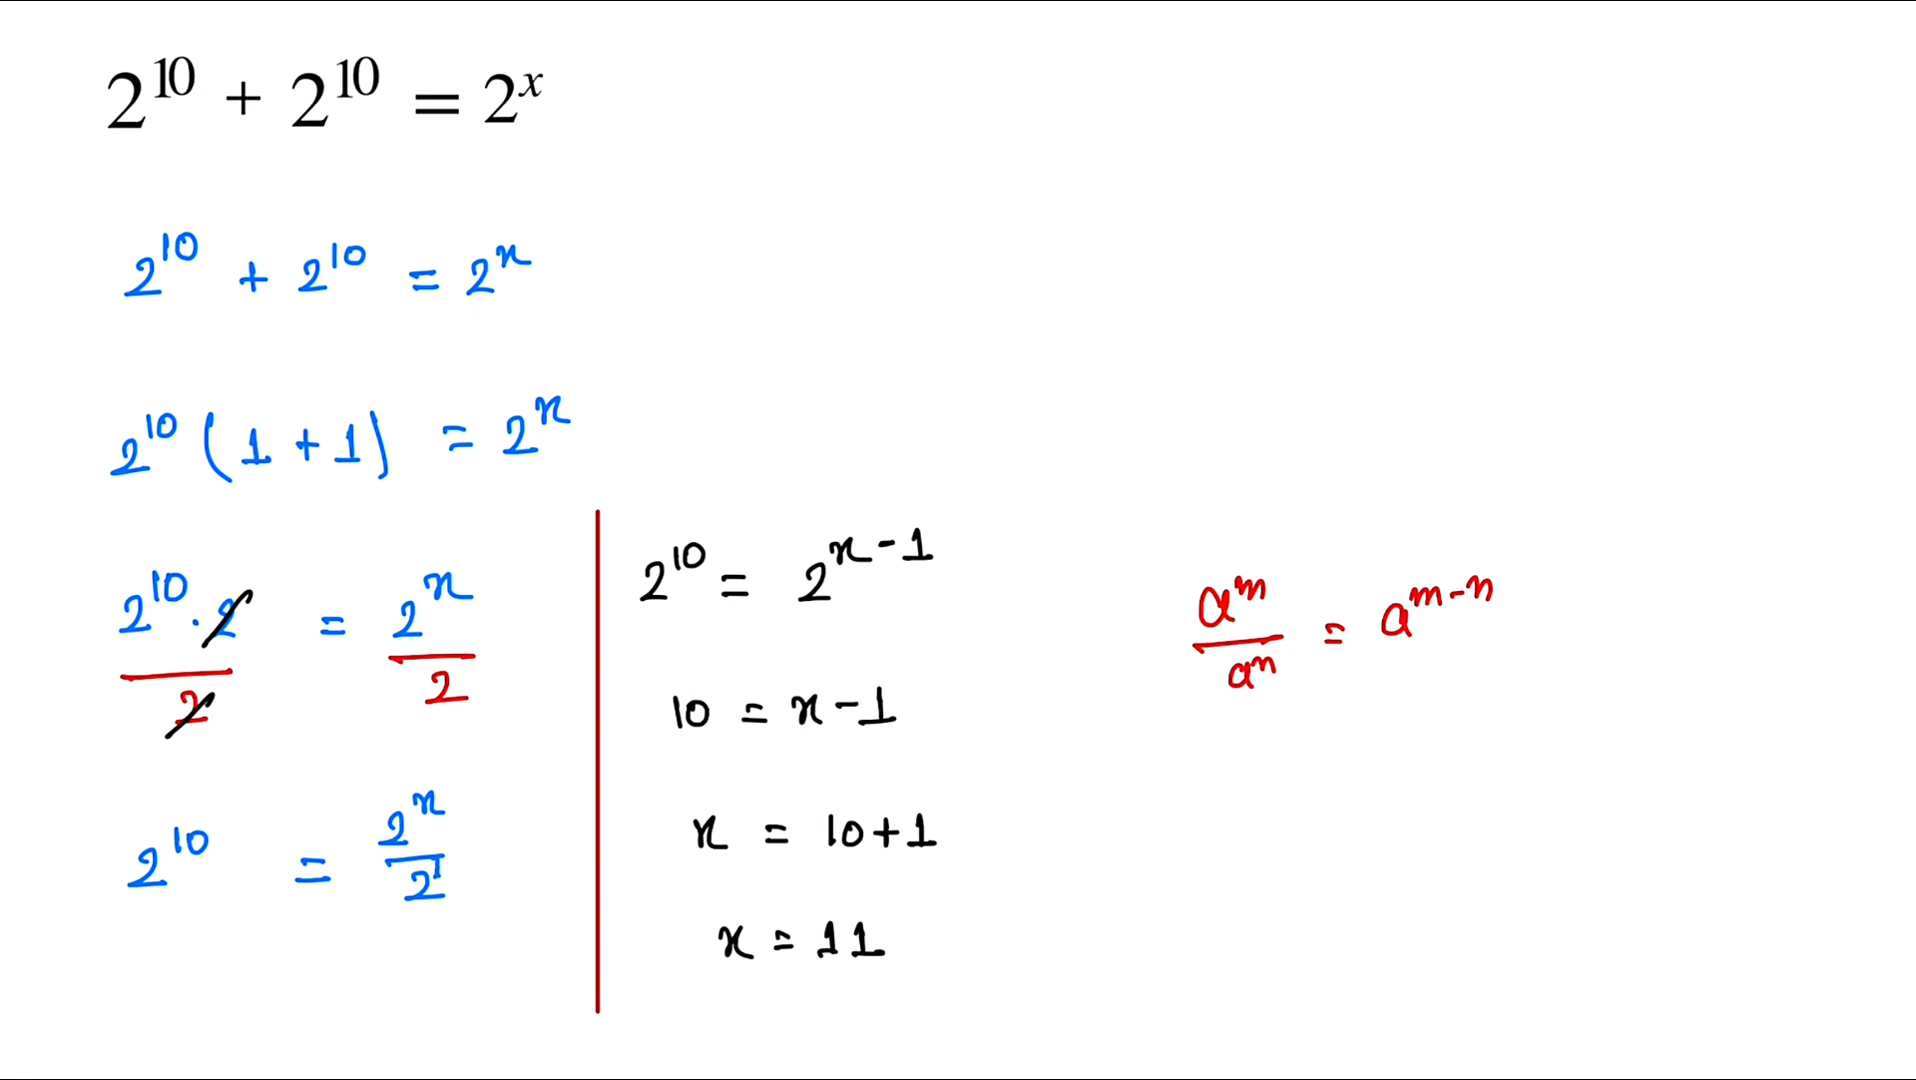 2^10 + 2^10 = 2^x
2^10 + 2^10 = 2^x
2^10 (1 + 1) = 2^x
2^10 · 2 / 2 = 2^x / 2
2^10 = 2^x / 2^1
2^10 = 2^(x-1)
10 = x - 1
x = 10 + 1
x = 11
a^m / a^n = a^(m-n)